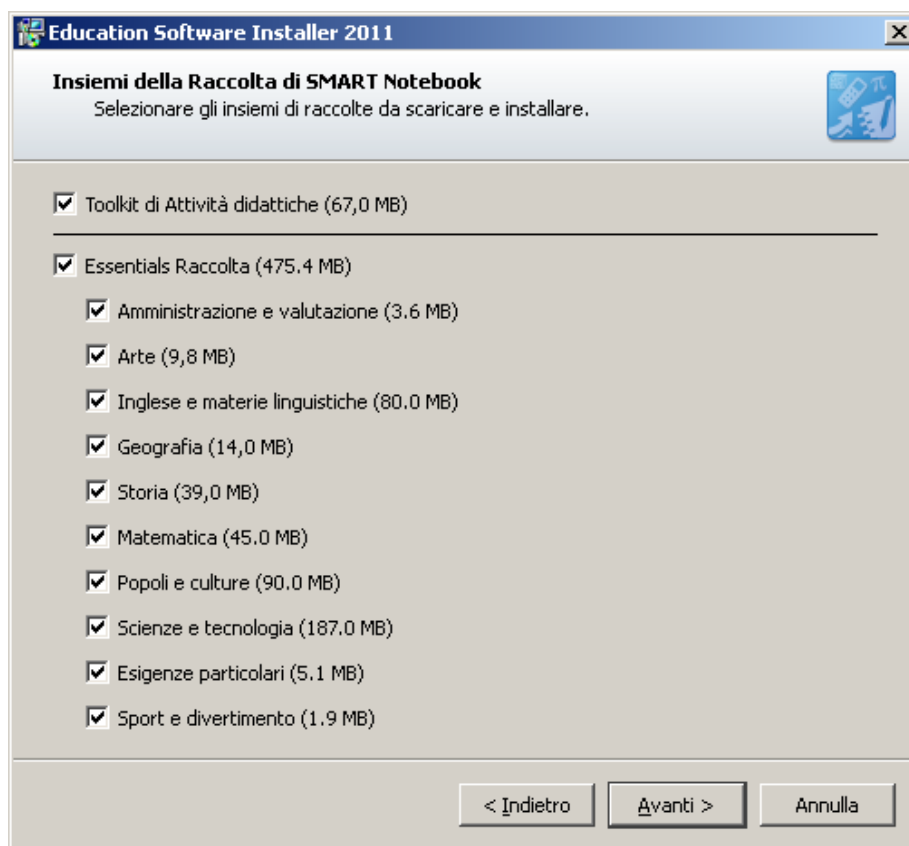 Education Software Installer 2011
Insiemi della Raccolta di SMART Notebook
Selezionare gli insiemi di raccolte da scaricare e installare.
Toolkit di Attività didattiche (67,0 MB)
Essentials Raccolta (475.4 MB)
Amministrazione e valutazione (3.6 MB)
Arte (9,8 MB)
Inglese e materie linguistiche (80.0 MB)
Geografia (14,0 MB)
Storia (39,0 MB)
Matematica (45.0 MB)
Popoli e culture (90.0 MB)
Scienze e tecnologia (187.0 MB)
Esigenze particolari (5.1 MB)
Sport e divertimento (1.9 MB)
< Indietro Avanti > Annulla